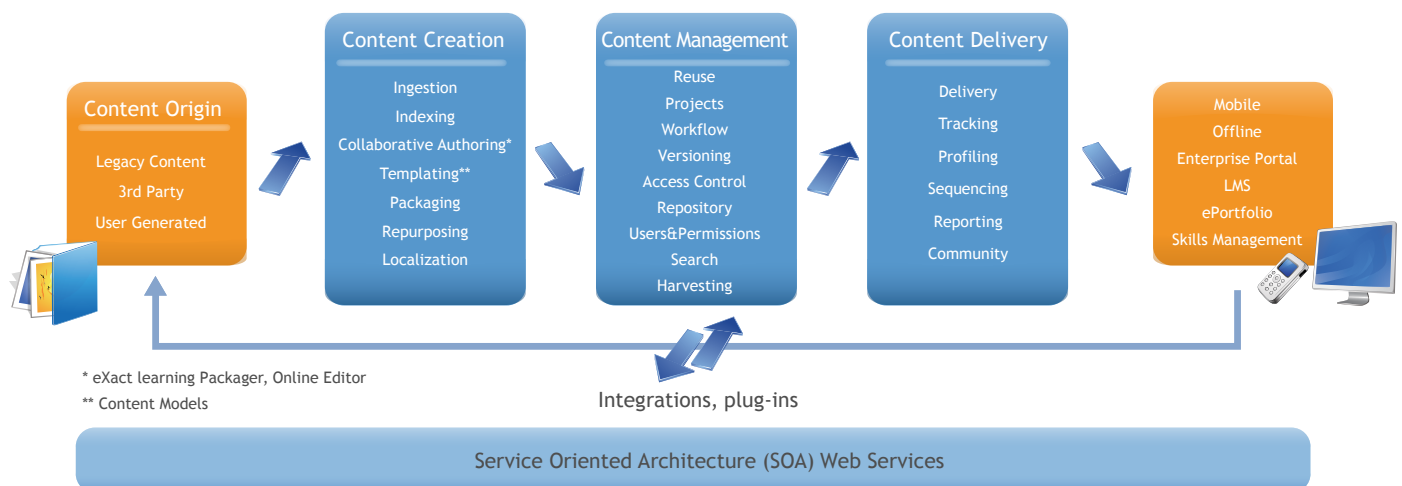 Content Origin
Legacy Content
3rd Party
User Generated
Content Creation
Ingestion
Indexing
Collaborative Authoring*
Templating**
Packaging
Repurposing
Localization
Content Management
Reuse
Projects
Workflow
Versioning
Access Control
Repository
Users&Permissions
Search
Harvesting
Content Delivery
Delivery
Tracking
Profiling
Sequencing
Reporting
Community
Mobile
Offline
Enterprise Portal
LMS
ePortfolio
Skills Management
* eXact learning Packager, Online Editor
** Content Models
Integrations, plug-ins
Service Oriented Architecture (SOA) Web Services